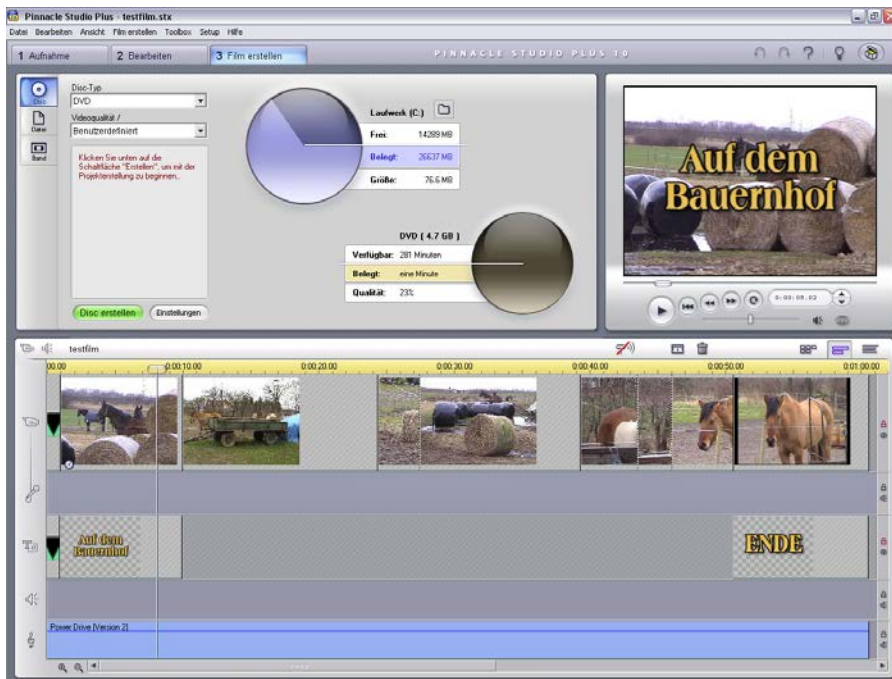 Pinnacle Studio Plus - testfilm.stx
Datei Bearbeiten Ansicht Film erstellen Toolbox Setup Hilfe
1 Aufnahme 2 Bearbeiten 3 Film erstellen PINNACLE STUDIO PLUS 10
Disc
Datei
Band
Disc-Typ
DVD
Videoqualität /
Benutzerdefiniert
Klicken Sie unten auf die
Schaltfläche "Erstellen", um mit der
Projekterstellung zu beginnen..
Disc erstellen Einstellungen
Laufwerk (C:)
Frei: 14289 MB
Belegt: 26637 MB
Größe: 76.6 MB
DVD ( 4.7 GB )
Verfügbar: 281 Minuten
Belegt: eine Minute
Qualität: 23%
Auf dem
Bauernhof
0:00:08.02
testfilm
00.00 0:00:10.00 0:00:20.00 0:00:30.00 0:00:40.00 0:00:50.00 0:01:00.00
Auf dem
Bauernhof
ENDE
Power Drive [Version 2]